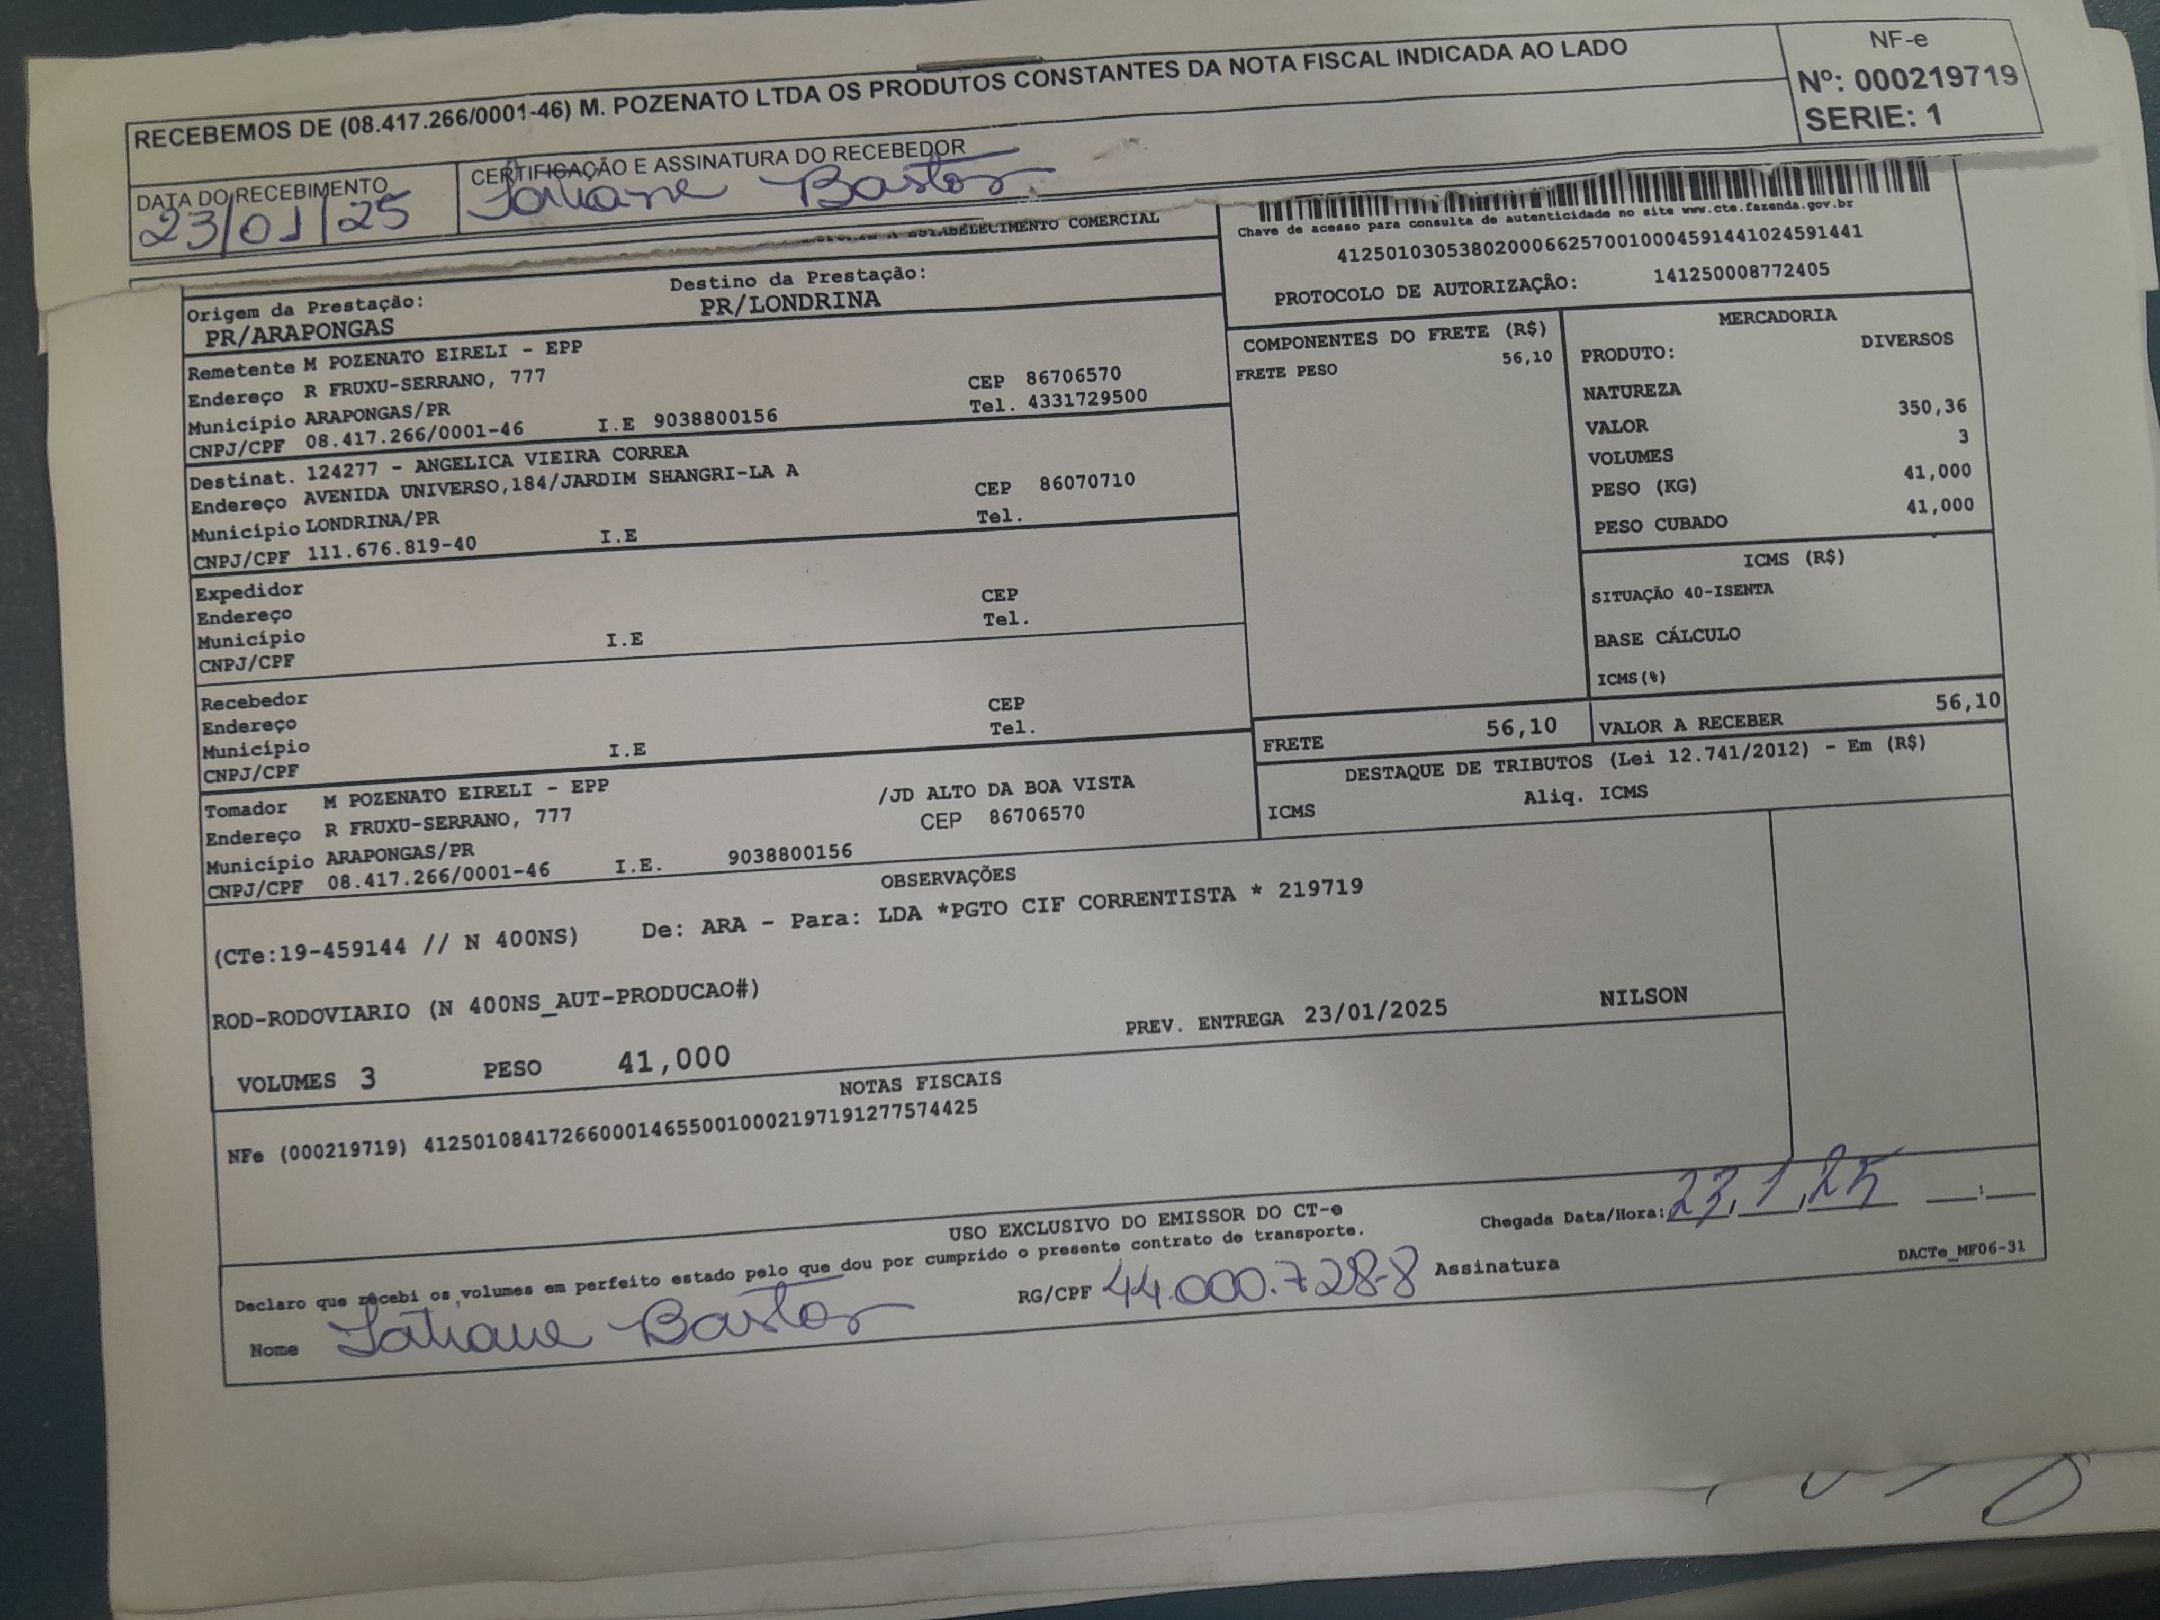 RECEBEMOS DE (08.417.266/0001-46) M. POZENATO LTDA OS PRODUTOS CONSTANTES DA NOTA FISCAL INDICADA AO LADO
NF-e
Nº: 000219719
SERIE: 1
DATA DO RECEBIMENTO
23/01/25
CERTIFICAÇÃO E ASSINATURA DO RECEBEDOR
Tatiane Bastos
ESTABELECIMENTO COMERCIAL
Chave de acesso para consulta de autenticidade no site www.cte.fazenda.gov.br
41250103053802000662570010004591441024591441
PROTOCOLO DE AUTORIZAÇÃO: 141250008772405
Origem da Prestação:
PR/ARAPONGAS
Destino da Prestação:
PR/LONDRINA
Remetente M POZENATO EIRELI - EPP
Endereço R FRUXU-SERRANO, 777 CEP 86706570
Município ARAPONGAS/PR Tel. 4331729500
CNPJ/CPF 08.417.266/0001-46 I.E 9038800156
Destinat. 124277 - ANGELICA VIEIRA CORREA
Endereço AVENIDA UNIVERSO,184/JARDIM SHANGRI-LA A CEP 86070710
Município LONDRINA/PR Tel.
CNPJ/CPF 111.676.819-40 I.E
Expedidor
Endereço CEP
Município Tel.
CNPJ/CPF I.E
Recebedor
Endereço CEP
Município Tel.
CNPJ/CPF I.E
Tomador M POZENATO EIRELI - EPP
Endereço R FRUXU-SERRANO, 777 /JD ALTO DA BOA VISTA
Município ARAPONGAS/PR CEP 86706570
CNPJ/CPF 08.417.266/0001-46 I.E. 9038800156
COMPONENTES DO FRETE (R$)
FRETE PESO 56,10
MERCADORIA
PRODUTO: DIVERSOS
NATUREZA
VALOR 350,36
VOLUMES 3
PESO (KG) 41,000
PESO CUBADO 41,000
ICMS (R$)
SITUAÇÃO 40-ISENTA
BASE CÁLCULO
ICMS(%)
FRETE 56,10
VALOR A RECEBER 56,10
DESTAQUE DE TRIBUTOS (Lei 12.741/2012) - Em (R$)
ICMS Aliq. ICMS
OBSERVAÇÕES
(CTe:19-459144 // N 400NS) De: ARA - Para: LDA *PGTO CIF CORRENTISTA * 219719
ROD-RODOVIARIO (N 400NS_AUT-PRODUCAO#)
PREV. ENTREGA 23/01/2025 NILSON
VOLUMES 3 PESO 41,000
NOTAS FISCAIS
NFe (000219719) 41250108417266000146550010002197191277574425
USO EXCLUSIVO DO EMISSOR DO CT-e
Declaro que recebi os volumes em perfeito estado pelo que dou por cumprido o presente contrato de transporte.
Chegada Data/Hora: 23/1/25 __:__
Nome Tatiane Bastos RG/CPF 44.000.728-8 Assinatura
DACTe_MF06-31